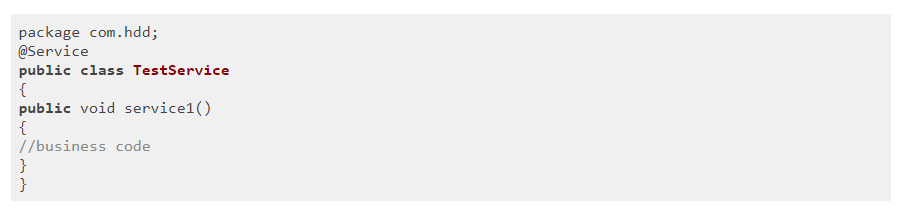 package com.hdd;
@Service
public class TestService
{
public void service1()
{
//business code
}
}